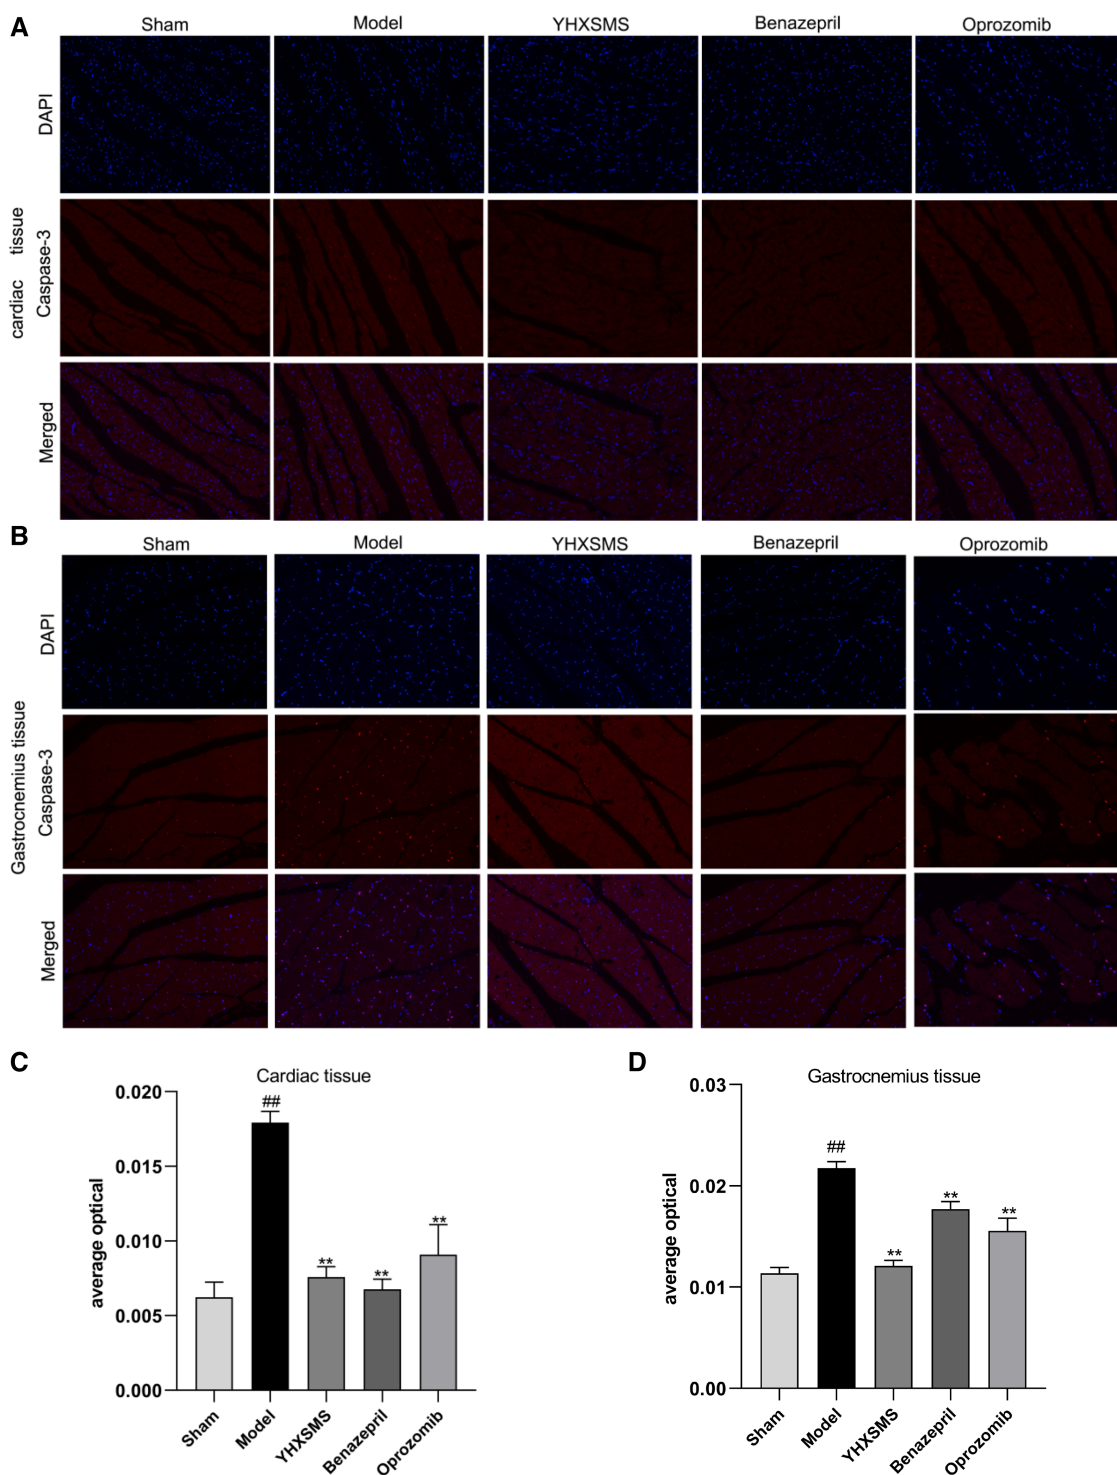 A
Sham Model YHXSMS Benazepril Oprozomib
DAPI
cardiac tissue
Caspase-3
Merged
B
Sham Model YHXSMS Benazepril Oprozomib
DAPI
Gastrocnemius tissue
Caspase-3
Merged
C
Cardiac tissue
average optical
0.020
0.015
0.010
0.005
0.000
##
**
**
**
Sham
Model
YHXSMS
Benazepril
Oprozomib
D
Gastrocnemius tissue
average optical
0.03
0.02
0.01
0.00
##
**
**
**
Sham
Model
YHXSMS
Benazepril
Oprozomib